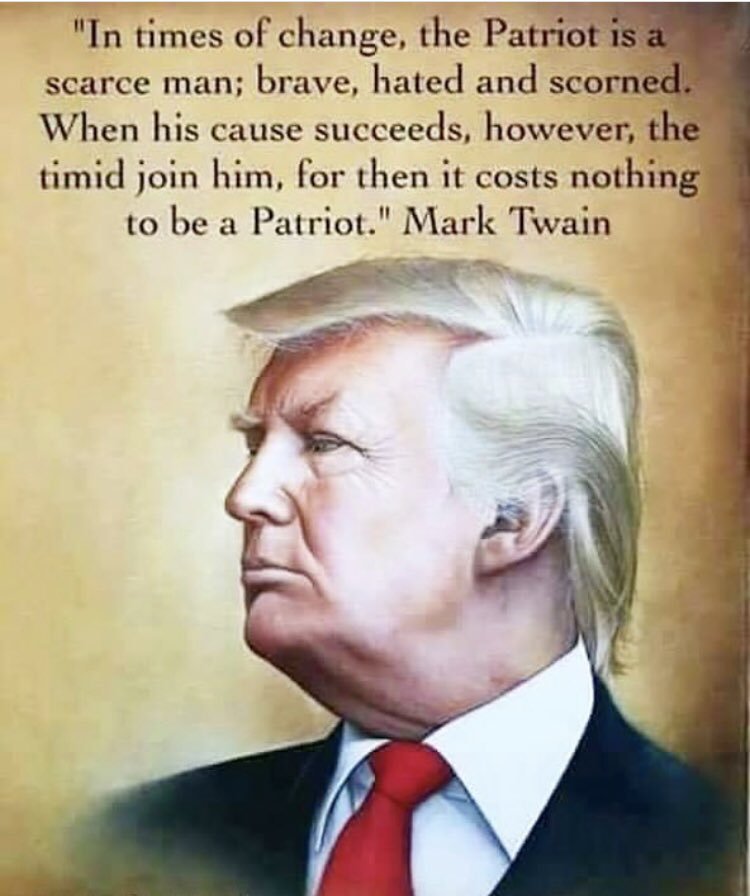 "In times of change, the Patriot is a
scarce man; brave, hated and scorned.
When his cause succeeds, however, the
timid join him, for then it costs nothing
to be a Patriot." Mark Twain